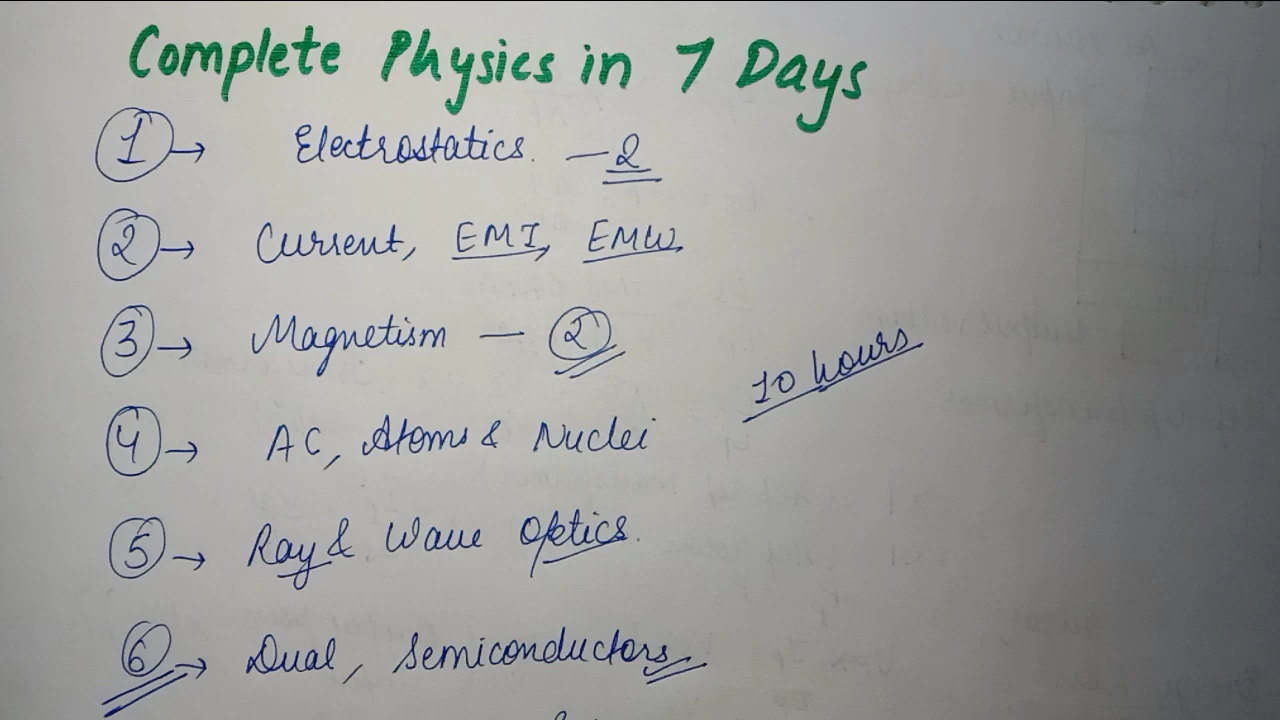 Complete Physics in 7 Days
1 → Electrostatics. — 2
2 → Current, EMI, EMW
3 → Magnetism — 2
10 hours
4 → AC, Atoms & Nuclei
5 → Ray & Wave Optics.
6 → Dual, Semiconductors